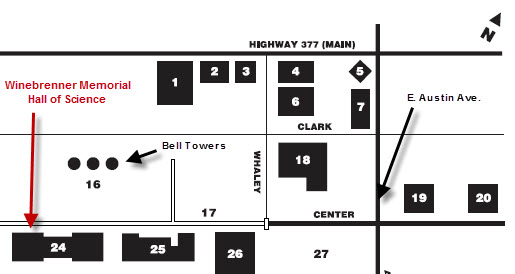 HIGHWAY 377 (MAIN)
N
1
2
3
4
5
Winebrenner Memorial
Hall of Science
6
7
E. Austin Ave.
CLARK
Bell Towers
WHALEY
18
16
17
CENTER
19
20
24
25
26
27